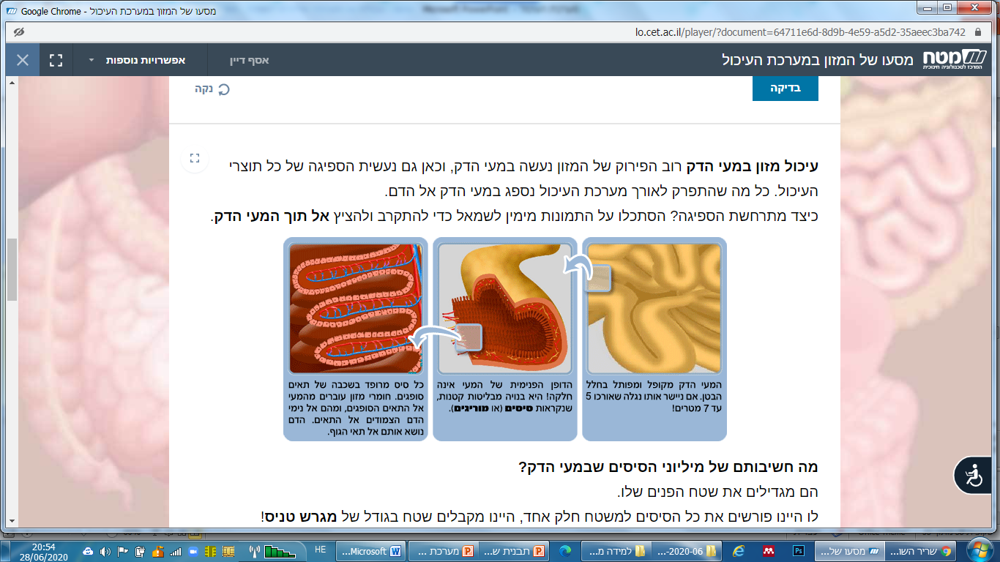 מסעו של המזון במערכת העיכול - Google Chrome
lo.cet.ac.il/player/?document=64711e6d-8d9b-4e59-a5d2-35aeec3ba742
מטח
המרכז לטכנולוגיה חינוכית
מסעו של המזון במערכת העיכול
אסף דיין
אפשרויות נוספות
בדיקה
נקה
עיכול מזון במעי הדק רוב הפירוק של המזון נעשה במעי הדק, וכאן גם נעשית הספיגה של כל תוצרי
העיכול. כל מה שהתפרק לאורך מערכת העיכול נספג במעי הדק אל הדם.
כיצד מתרחשת הספיגה? הסתכלו על התמונות מימין לשמאל כדי להתקרב ולהציץ אל תוך המעי הדק.
המעי הדק מקופל ומפותל בחלל
הבטן. אם ניישר אותו נגלה שאורכו 5
עד 7 מטרים!
הדופן הפנימית של המעי אינה
חלקה! היא בנויה מבליטות קטנות,
שנקראות סיסים (או מוריגים).
כל סיס מרופד בשכבה של תאים
סופגים. חומרי מזון עוברים מהמעי
אל התאים הסופגים, ומהם אל נימי
הדם הצמודים אל התאים. הדם
נושא אותם אל תאי הגוף.
מה חשיבותם של מיליוני הסיסים שבמעי הדק?
הם מגדילים את שטח הפנים שלו.
לו היינו פורשים את כל הסיסים למשטח חלק אחד, היינו מקבלים שטח בגודל של מגרש טניס!
שריר השו...
מסעו של...
Ps
2020-06-...
למידה מ...
תבנית ש...
מערכת ...
Microsoft...
HE
20:54
28/06/2020